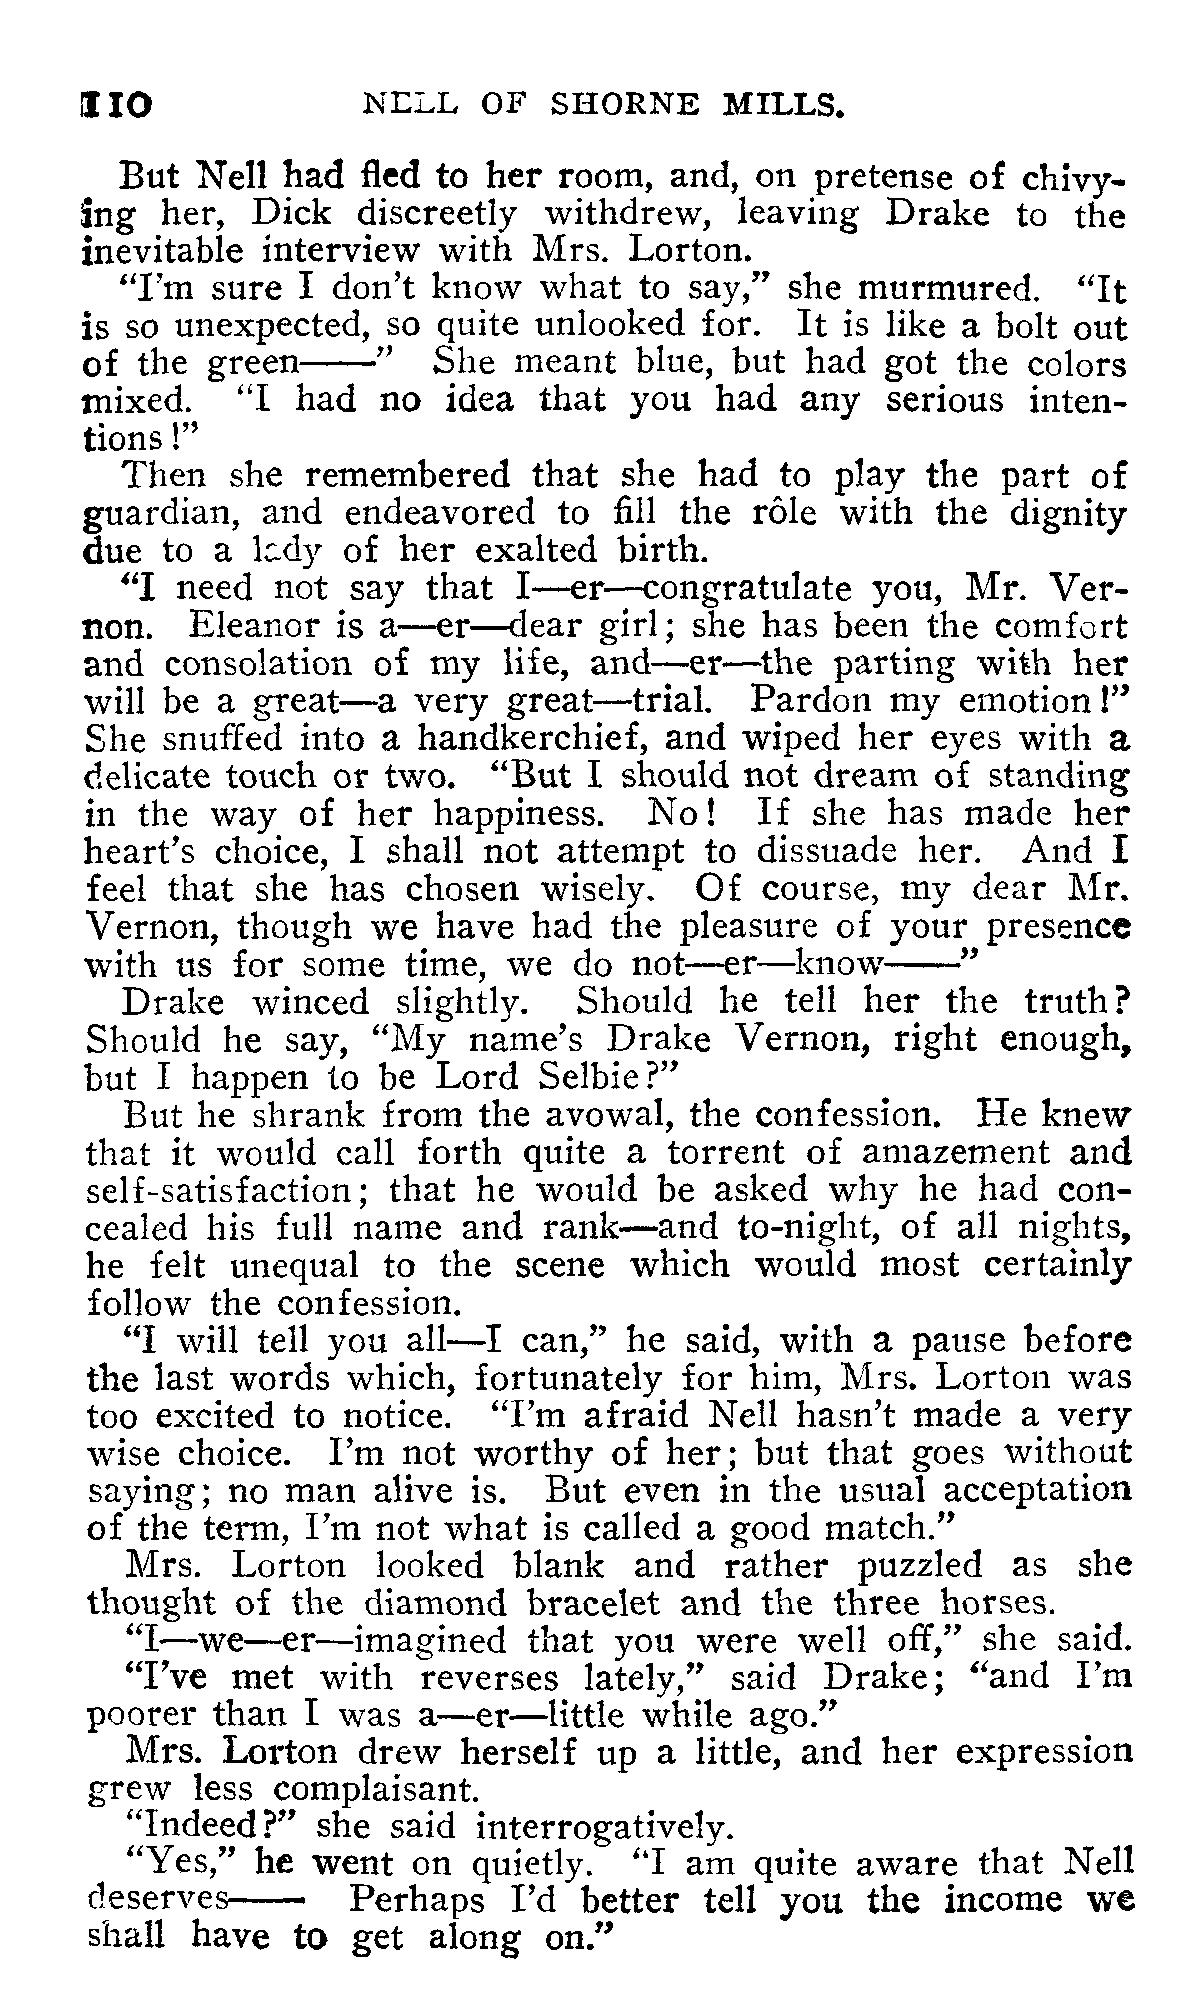 110 NELL OF SHORNE MILLS.
But Nell had fled to her room, and, on pretense of chivy-
ing her, Dick discreetly withdrew, leaving Drake to the
inevitable interview with Mrs. Lorton.
“I’m sure I don’t know what to say,” she murmured. “It
is so unexpected, so quite unlooked for. It is like a bolt out
of the green——” She meant blue, but had got the colors
mixed. “I had no idea that you had any serious inten-
tions!”
Then she remembered that she had to play the part of
guardian, and endeavored to fill the rôle with the dignity
due to a lady of her exalted birth.
“I need not say that I—er—congratulate you, Mr. Ver-
non. Eleanor is a—er—dear girl; she has been the comfort
and consolation of my life, and—er—the parting with her
will be a great—a very great—trial. Pardon my emotion!”
She snuffed into a handkerchief, and wiped her eyes with a
delicate touch or two. “But I should not dream of standing
in the way of her happiness. No! If she has made her
heart’s choice, I shall not attempt to dissuade her. And I
feel that she has chosen wisely. Of course, my dear Mr.
Vernon, though we have had the pleasure of your presence
with us for some time, we do not—er—know——”
Drake winced slightly. Should he tell her the truth?
Should he say, “My name’s Drake Vernon, right enough,
but I happen to be Lord Selbie?”
But he shrank from the avowal, the confession. He knew
that it would call forth quite a torrent of amazement and
self-satisfaction; that he would be asked why he had con-
cealed his full name and rank—and to-night, of all nights,
he felt unequal to the scene which would most certainly
follow the confession.
“I will tell you all—I can,” he said, with a pause before
the last words which, fortunately for him, Mrs. Lorton was
too excited to notice. “I’m afraid Nell hasn’t made a very
wise choice. I’m not worthy of her; but that goes without
saying; no man alive is. But even in the usual acceptation
of the term, I’m not what is called a good match.”
Mrs. Lorton looked blank and rather puzzled as she
thought of the diamond bracelet and the three horses.
“I—we—er—imagined that you were well off,” she said.
“I’ve met with reverses lately,” said Drake; “and I’m
poorer than I was a—er—little while ago.”
Mrs. Lorton drew herself up a little, and her expression
grew less complaisant.
“Indeed?” she said interrogatively.
“Yes,” he went on quietly. “I am quite aware that Nell
deserves—— Perhaps I’d better tell you the income we
shall have to get along on.”